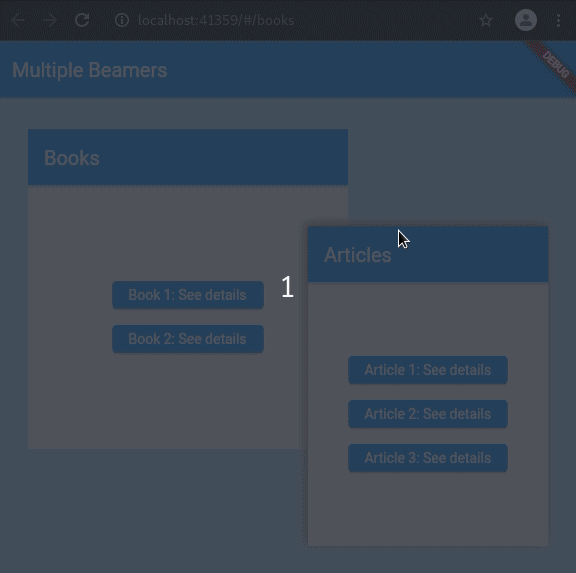 localhost:41359/#/books
Multiple Beamers
DEBUG
Books
Book 1: See details
Book 2: See details
1
Articles
Article 1: See details
Article 2: See details
Article 3: See details